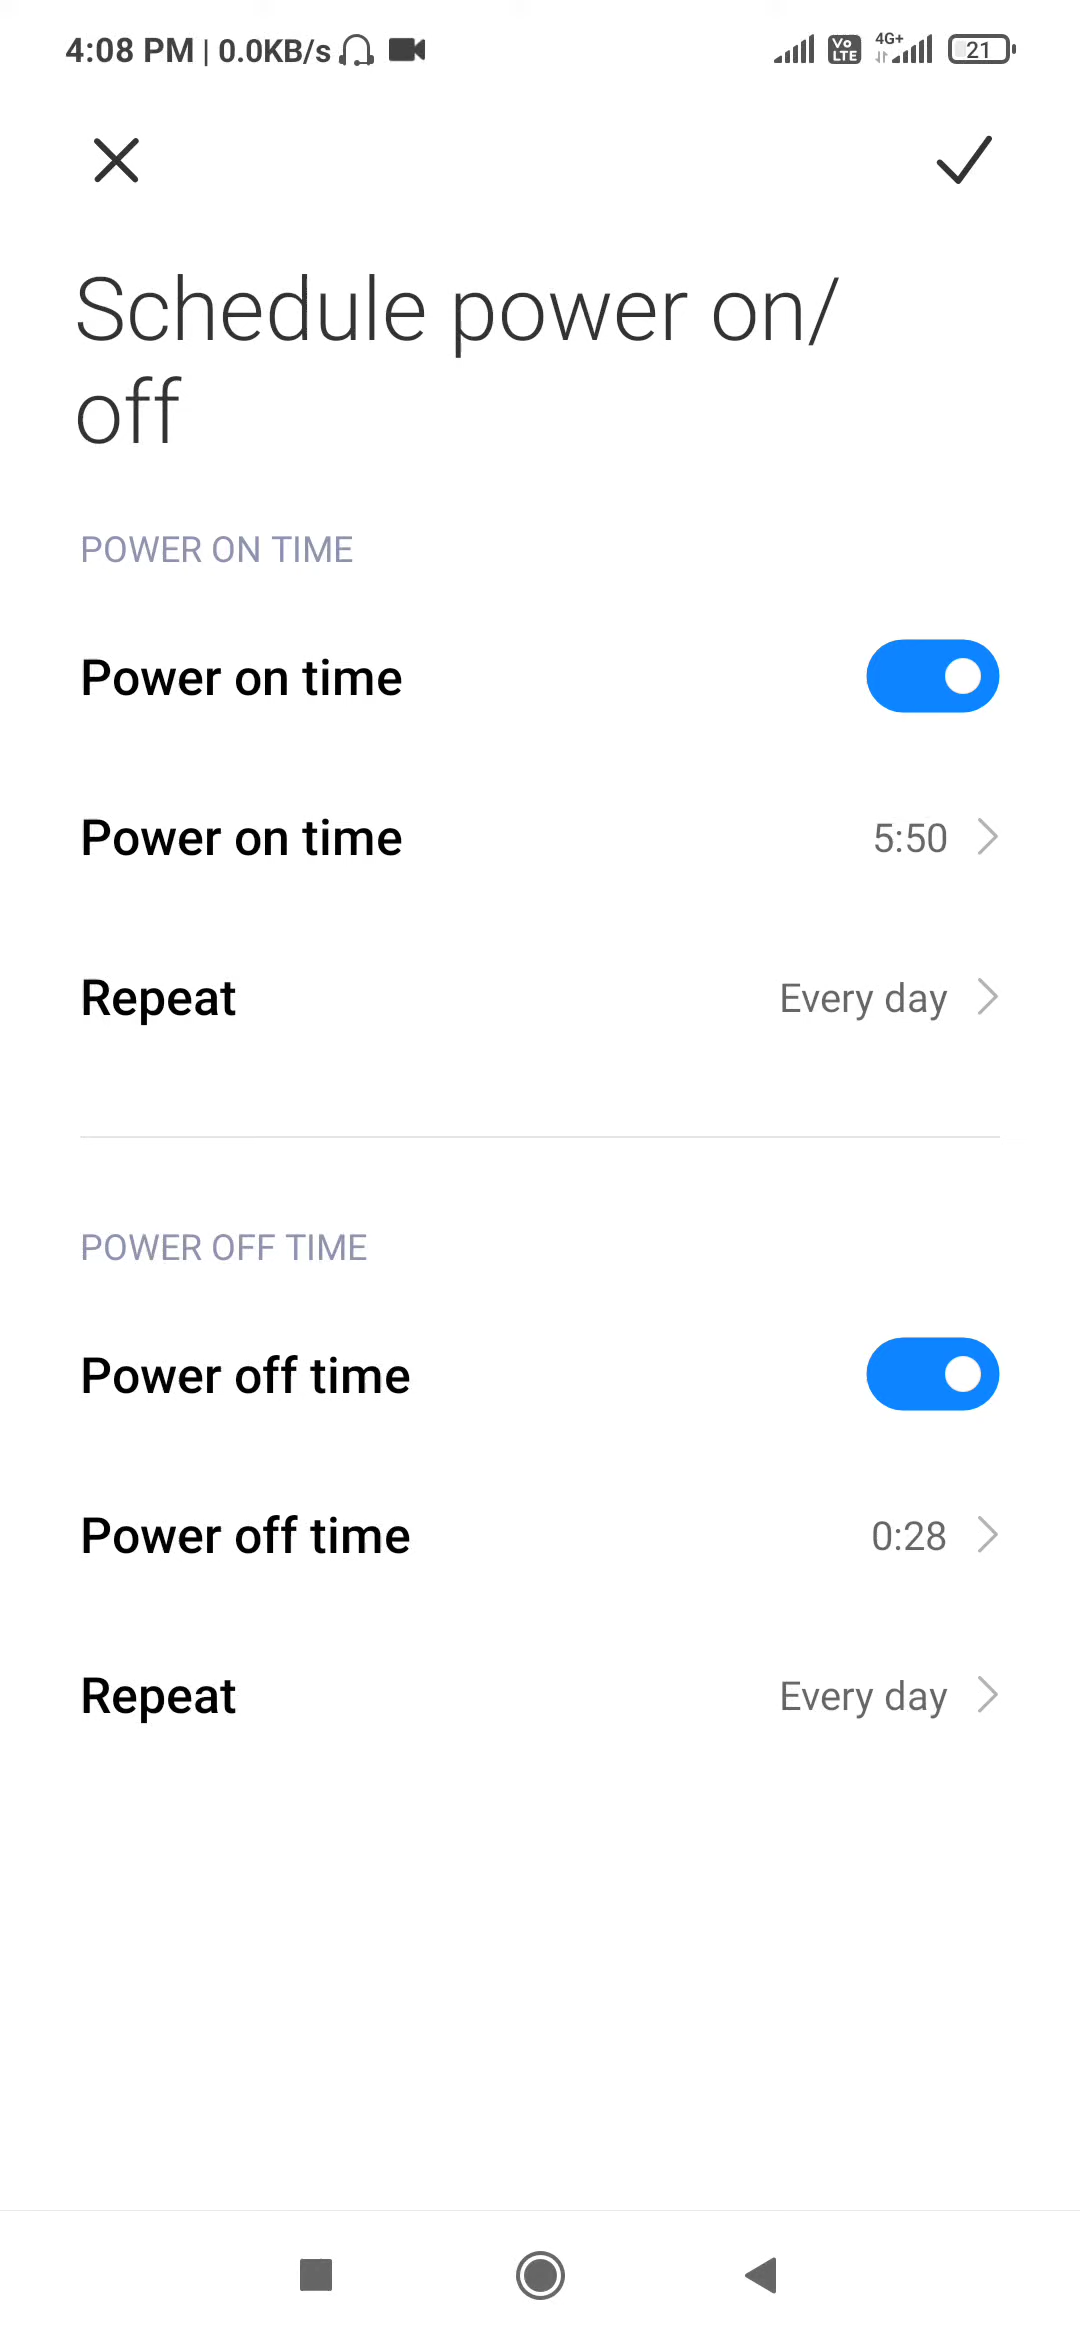 4:08 PM | 0.0KB/s Vo LTE 4G+ 21
Schedule power on/
off
POWER ON TIME
Power on time
Power on time 5:50
Repeat Every day
POWER OFF TIME
Power off time
Power off time 0:28
Repeat Every day